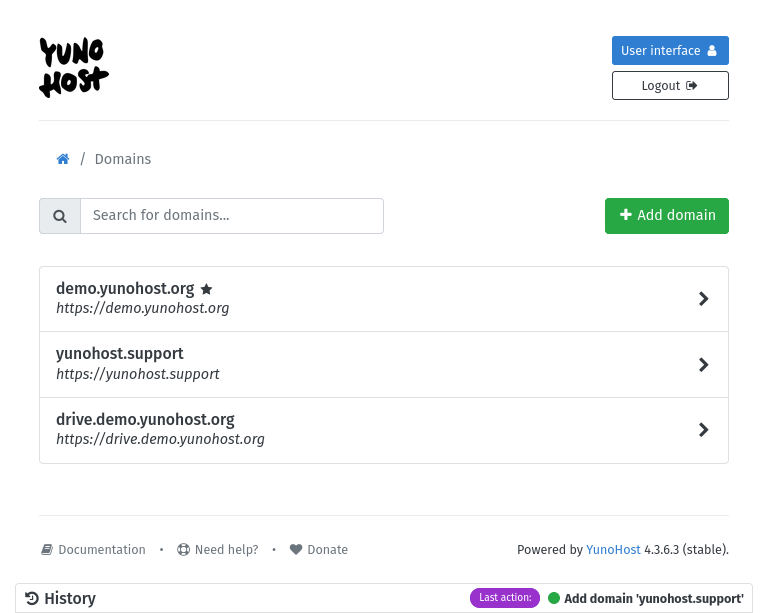 YUNO
HOST
User interface
Logout
/ Domains
Search for domains...
Add domain
demo.yunohost.org
https://demo.yunohost.org
yunohost.support
https://yunohost.support
drive.demo.yunohost.org
https://drive.demo.yunohost.org
Documentation • Need help? • Donate
Powered by YunoHost 4.3.6.3 (stable).
History
Last action: Add domain 'yunohost.support'